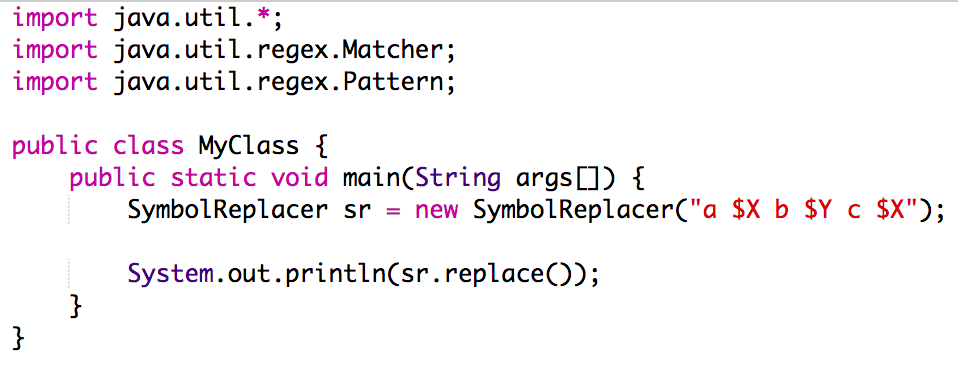 import java.util.*;
import java.util.regex.Matcher;
import java.util.regex.Pattern;
public class MyClass {
public static void main(String args[]) {
SymbolReplacer sr = new SymbolReplacer("a $X b $Y c $X");
System.out.println(sr.replace());
}
}